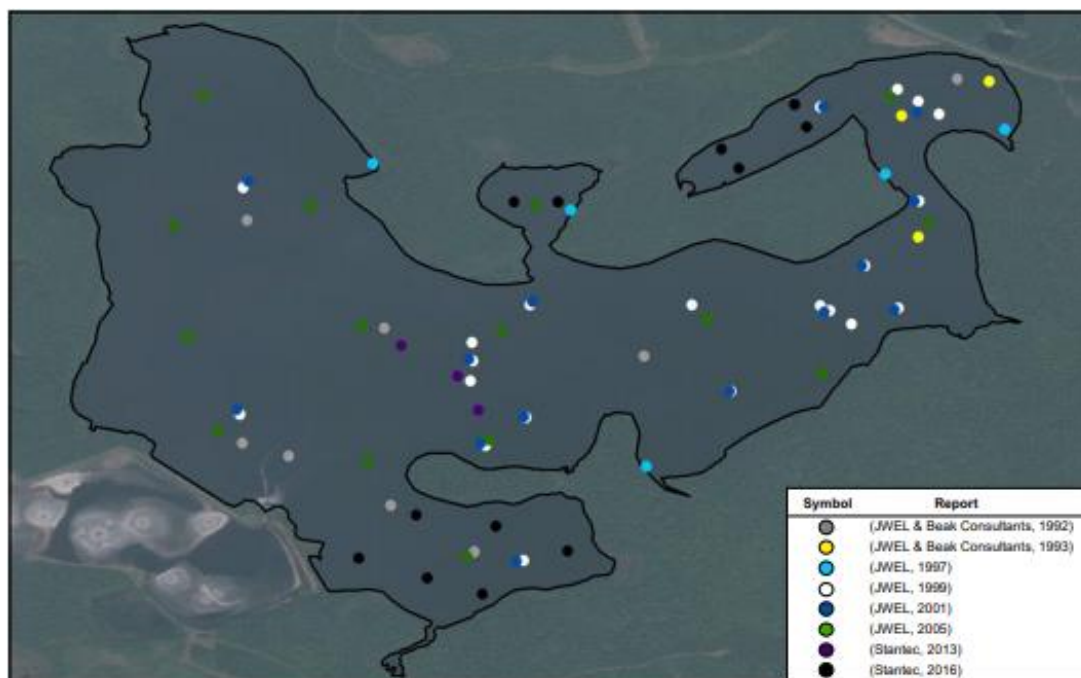 Symbol Report
(JWEL & Beak Consultants, 1992)
(JWEL & Beak Consultants, 1993)
(JWEL, 1997)
(JWEL, 1999)
(JWEL, 2001)
(JWEL, 2005)
(Stantec, 2013)
(Stantec, 2016)